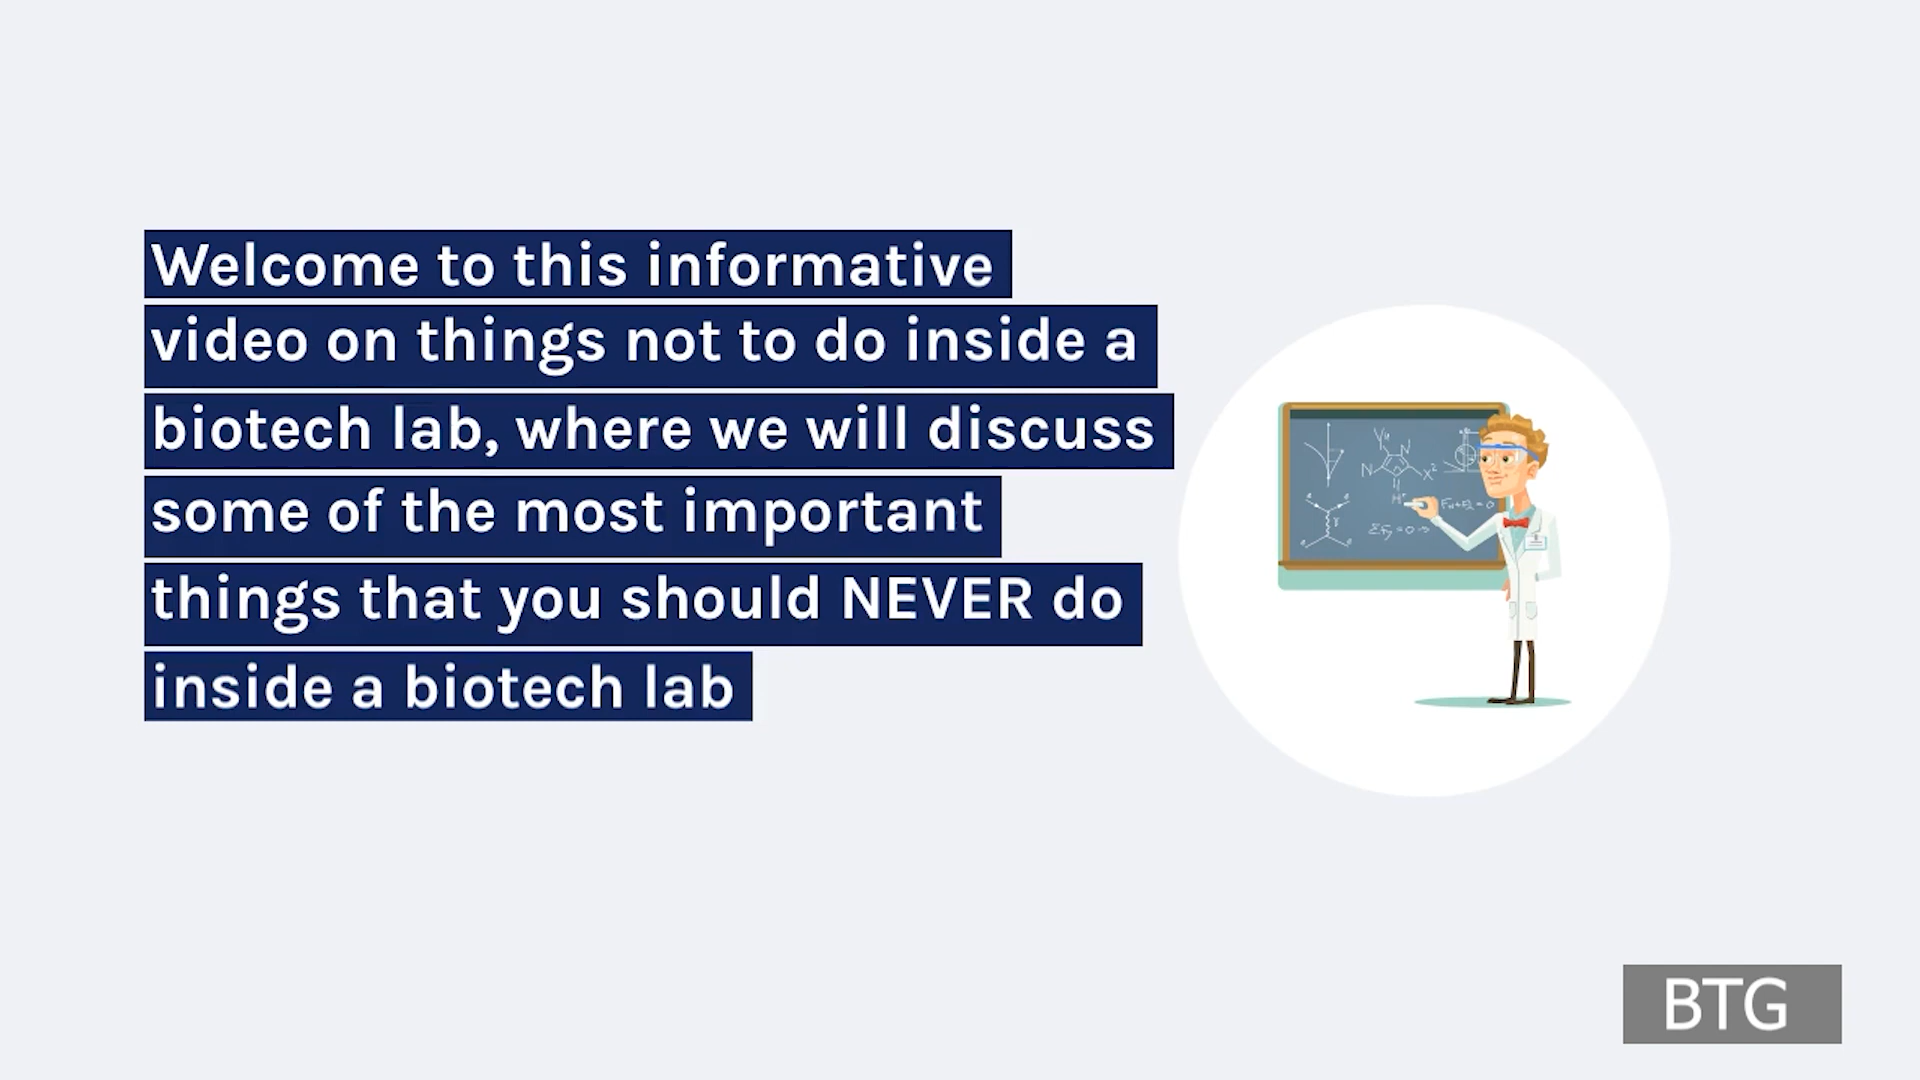 Welcome to this informative
video on things not to do inside a
biotech lab, where we will discuss
some of the most important
things that you should NEVER do
inside a biotech lab
BTG